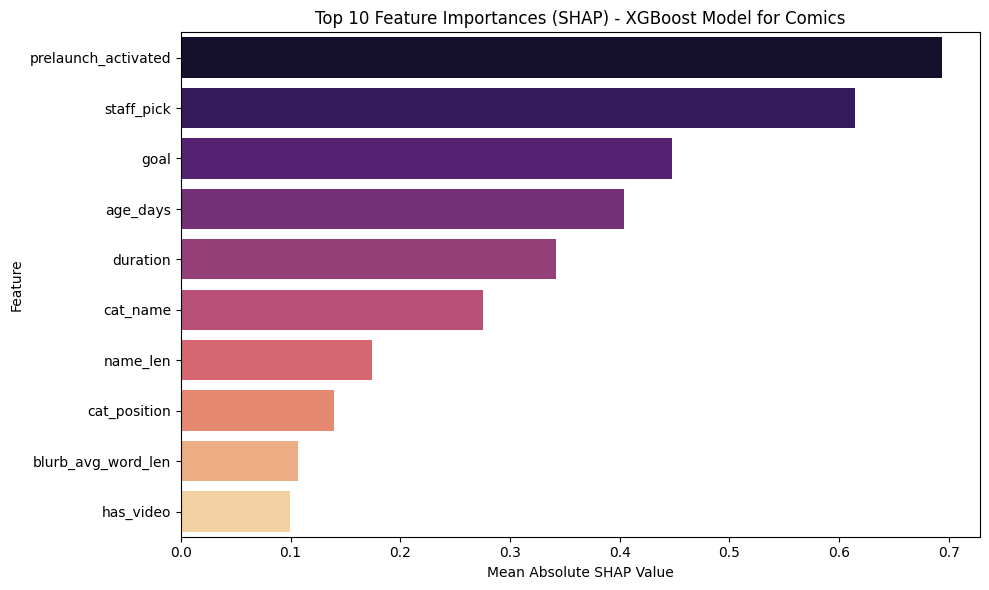 Top 10 Feature Importances (SHAP) - XGBoost Model for Comics
Feature
prelaunch_activated
staff_pick
goal
age_days
duration
cat_name
name_len
cat_position
blurb_avg_word_len
has_video
0.0 0.1 0.2 0.3 0.4 0.5 0.6 0.7
Mean Absolute SHAP Value